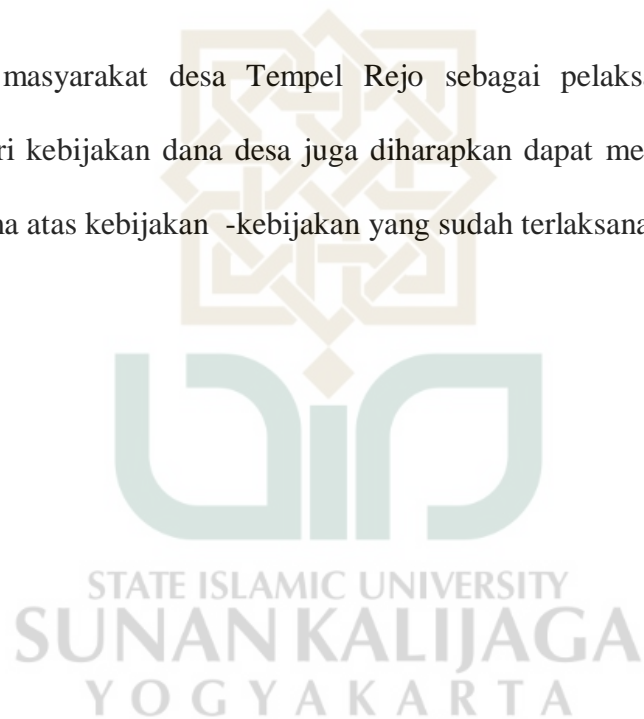 masyarakat desa Tempel Rejo sebagai pelaks
ri kebijakan dana desa juga diharapkan dapat me
na atas kebijakan -kebijakan yang sudah terlaksana
STATE ISLAMIC UNIVERSITY
SUNAN KALIJAGA
YOGYAKARTA